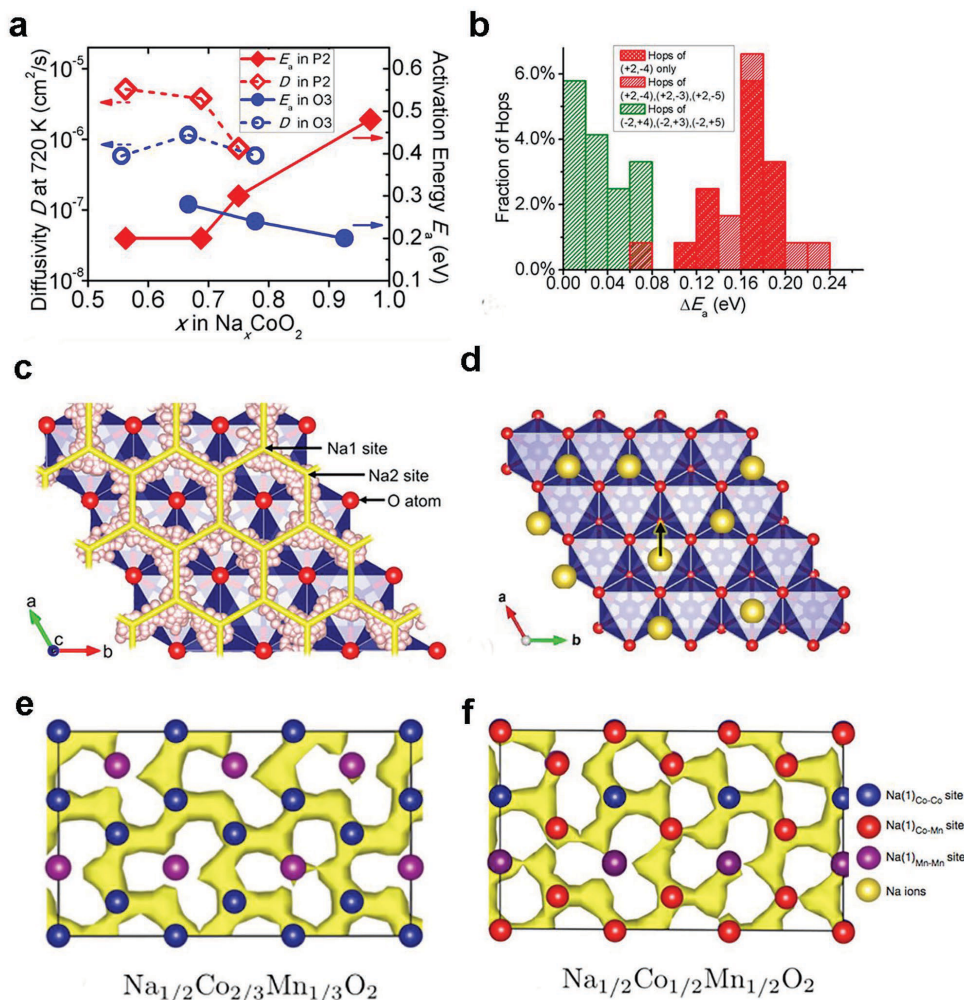 a
Diffusivity D at 720 K (cm²/s)
10⁻⁵
10⁻⁶
10⁻⁷
10⁻⁸
Eₐ in P2
D in P2
Eₐ in O3
D in O3
0.6
0.5
0.4
0.3
0.2
0.1
Activation Energy Eₐ (eV)
0.5 0.6 0.7 0.8 0.9 1.0
x in NaₓCoO₂
b
Fraction of Hops
6.0%
4.0%
2.0%
0.0%
Hops of
(+2,-4) only
Hops of
(+2,-4),(+2,-3),(+2,-5)
Hops of
(-2,+4),(-2,+3),(-2,+5)
0.00 0.04 0.08 0.12 0.16 0.20 0.24
ΔEₐ (eV)
c
Na1 site
Na2 site
O atom
a
c
b
d
a
b
e
Na₁/₂Co₂/₃Mn₁/₃O₂
f
Na(1)Co-Co site
Na(1)Co-Mn site
Na(1)Mn-Mn site
Na ions
Na₁/₂Co₁/₂Mn₁/₂O₂